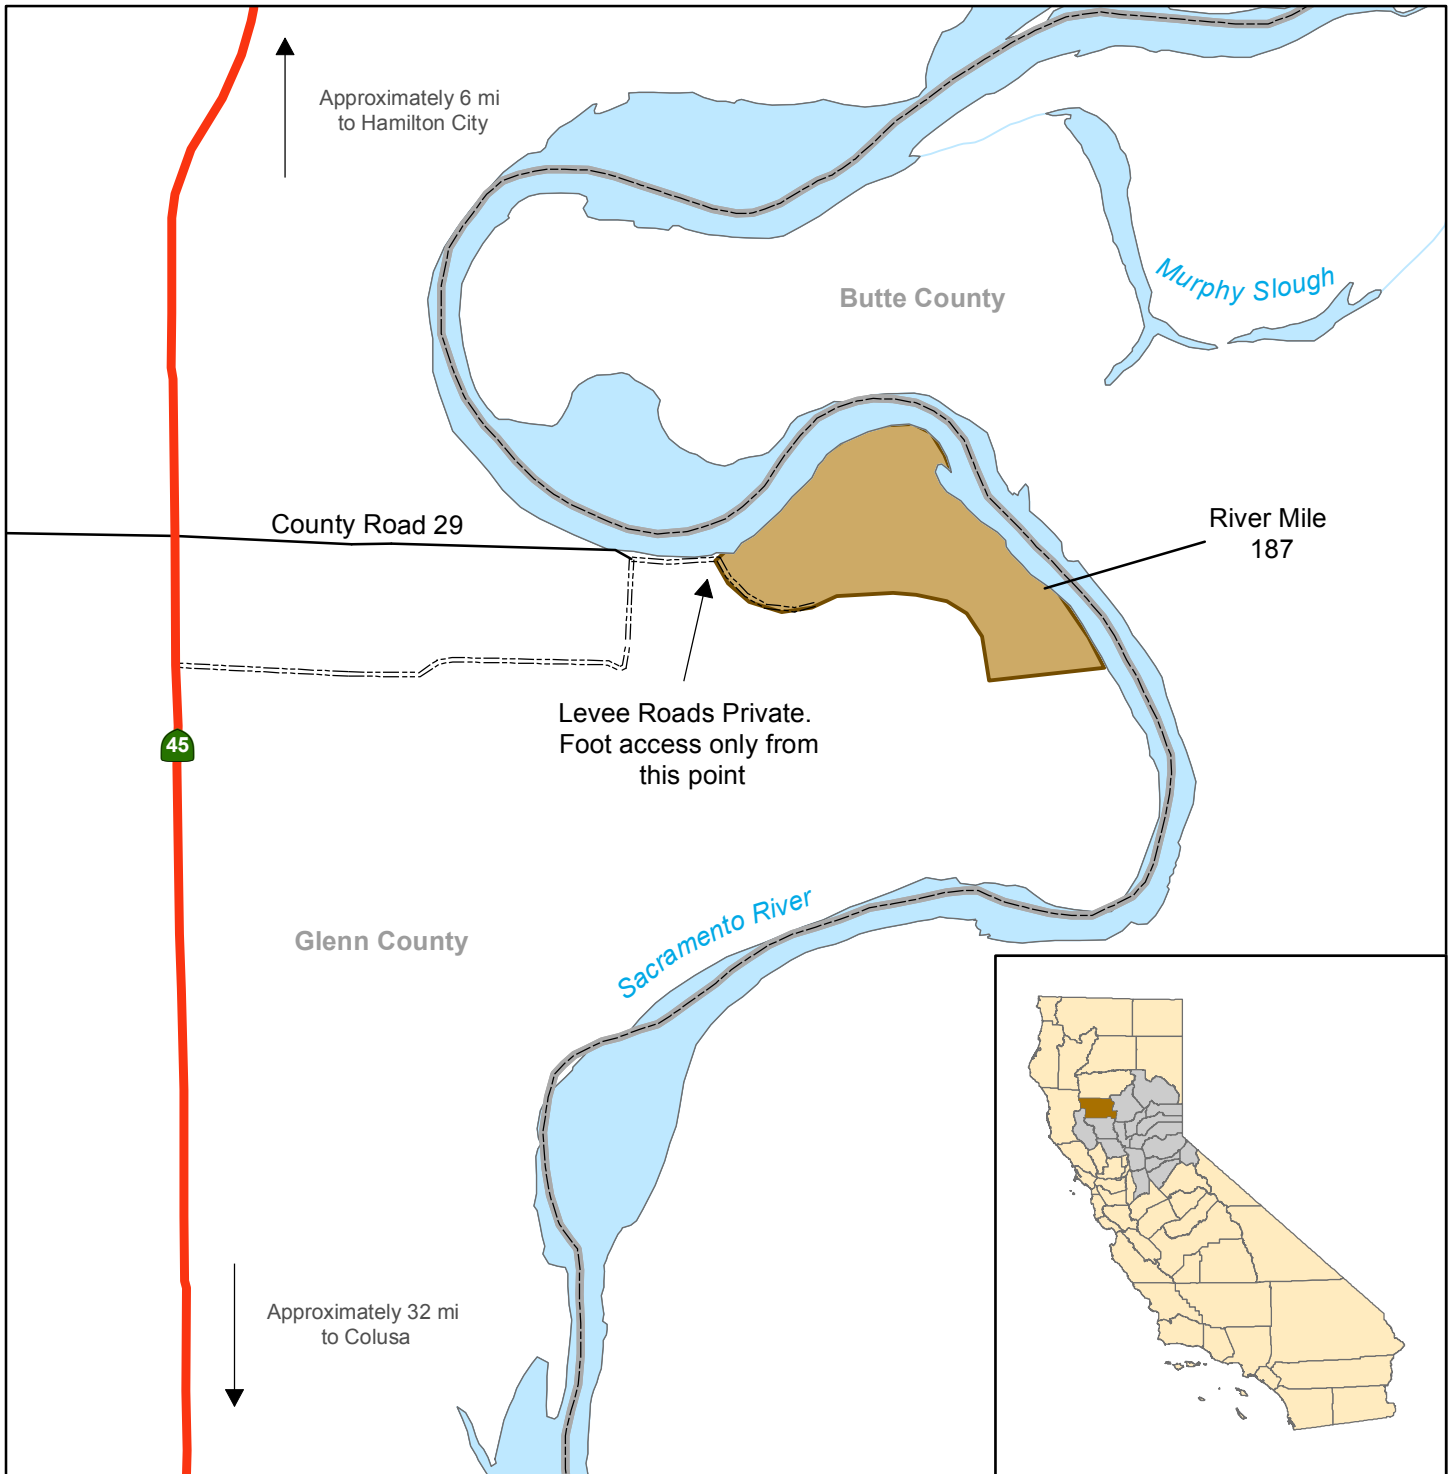 Approximately 6 mi
to Hamilton City
Butte County
Murphy Slough
County Road 29
River Mile
187
Levee Roads Private.
Foot access only from
this point
45
Sacramento River
Glenn County
Approximately 32 mi
to Colusa